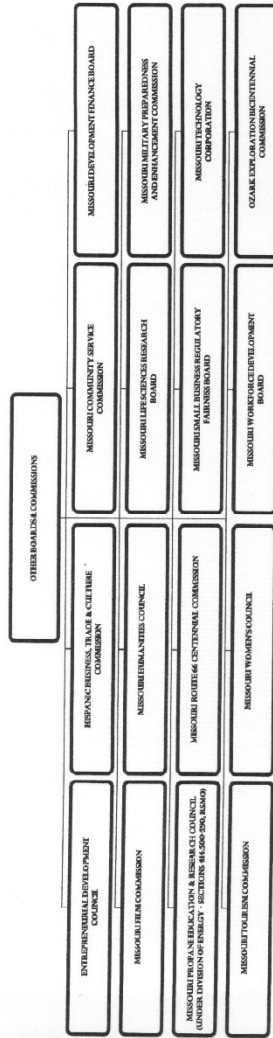 OTHER BOARDS & COMMISSIONS
ENTREPRENEURIAL DEVELOPMENT
COUNCIL
HISPANIC BUSINESS, TRADE & CULTURE
COMMISSION
MISSOURI COMMUNITY SERVICE
COMMISSION
MISSOURI DEVELOPMENT FINANCE BOARD
MISSOURI FILM COMMISSION
MISSOURI HUMANITIES COUNCIL
MISSOURI LIFE SCIENCES RESEARCH
BOARD
MISSOURI MILITARY PREPAREDNESS
AND ENHANCEMENT COMMISSION
MISSOURI PROPANE EDUCATION & RESEARCH COUNCIL
(UNDER DIVISION OF ENERGY - SECTIONS 414.500-590, RSMO)
MISSOURI ROUTE 66 CENTENNIAL COMMISSION
MISSOURI SMALL BUSINESS REGULATORY
FAIRNESS BOARD
MISSOURI TECHNOLOGY
CORPORATION
MISSOURI TOURISM COMMISSION
MISSOURI WOMEN'S COUNCIL
MISSOURI WORKFORCE DEVELOPMENT
BOARD
OZARK EXPLORATION BICENTENNIAL
COMMISSION